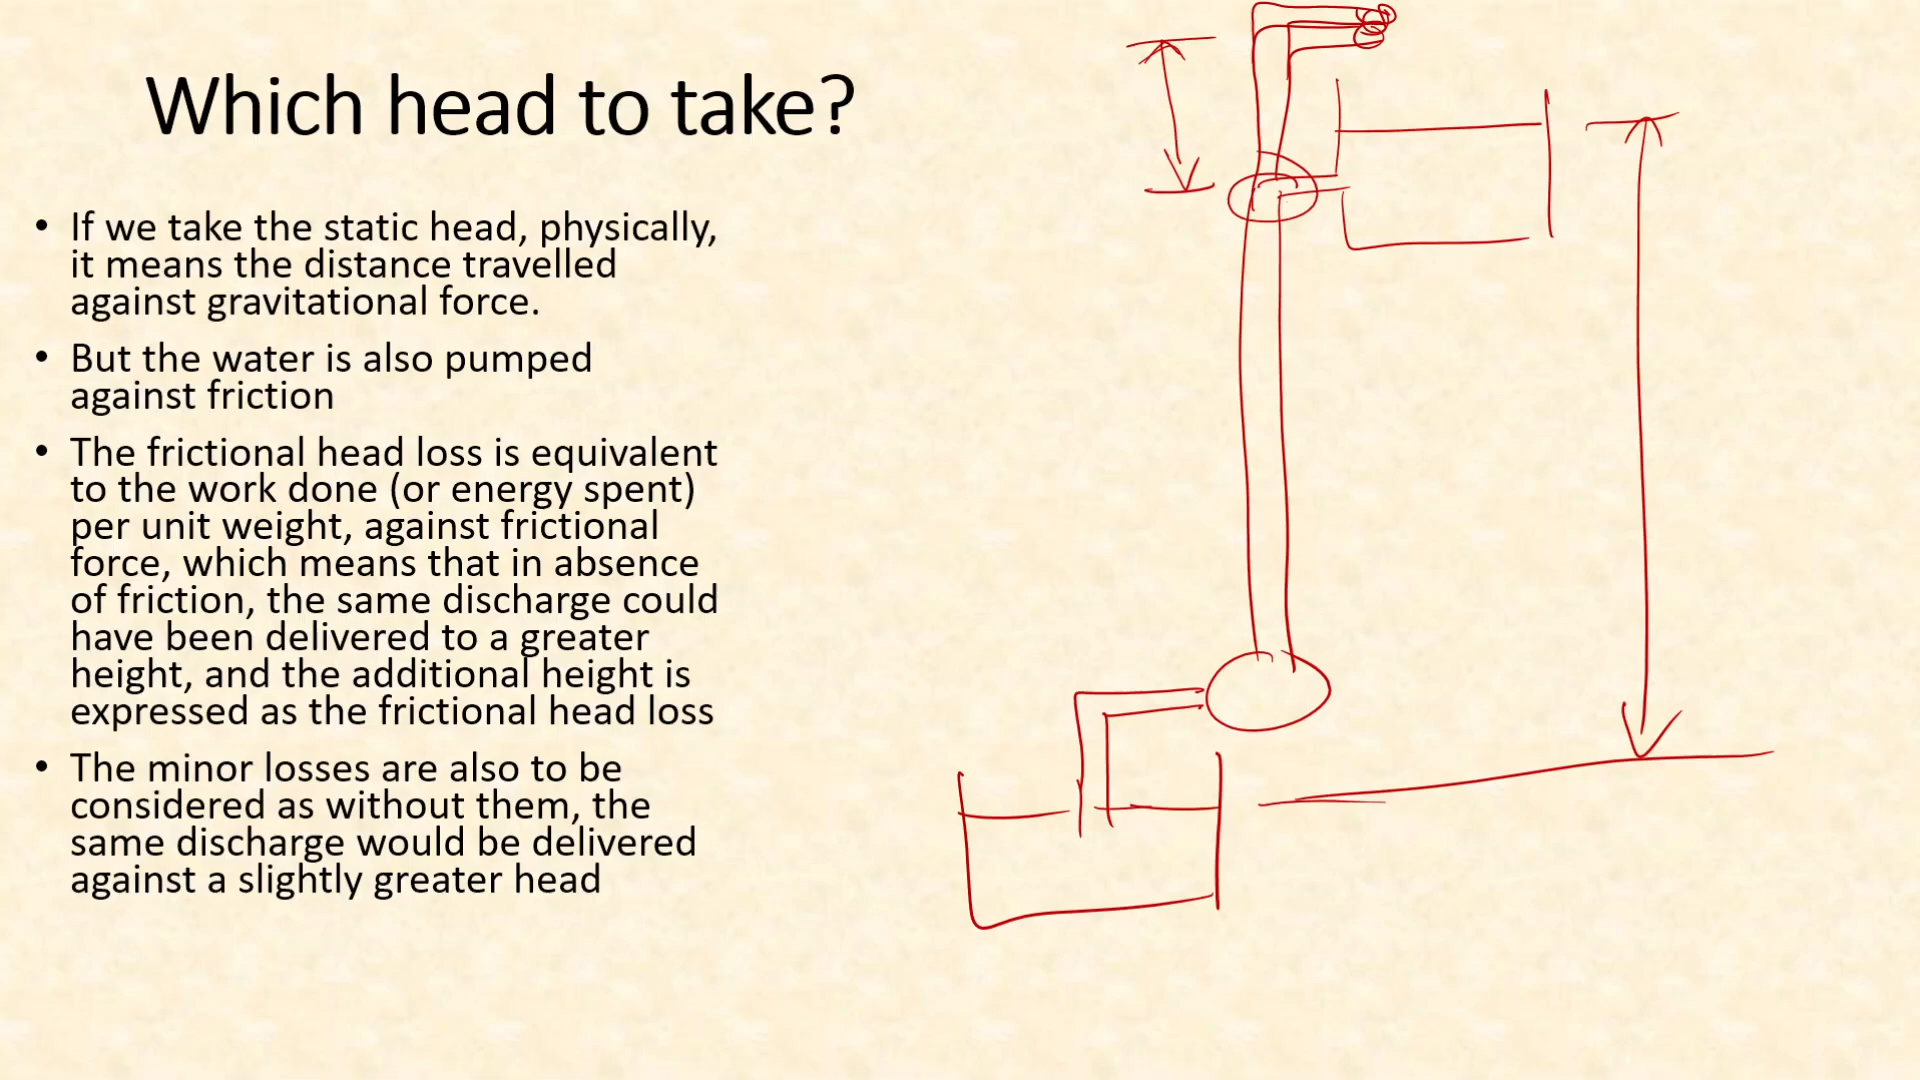 Which head to take?
• If we take the static head, physically,
it means the distance travelled
against gravitational force.
• But the water is also pumped
against friction
• The frictional head loss is equivalent
to the work done (or energy spent)
per unit weight, against frictional
force, which means that in absence
of friction, the same discharge could
have been delivered to a greater
height, and the additional height is
expressed as the frictional head loss
• The minor losses are also to be
considered as without them, the
same discharge would be delivered
against a slightly greater head